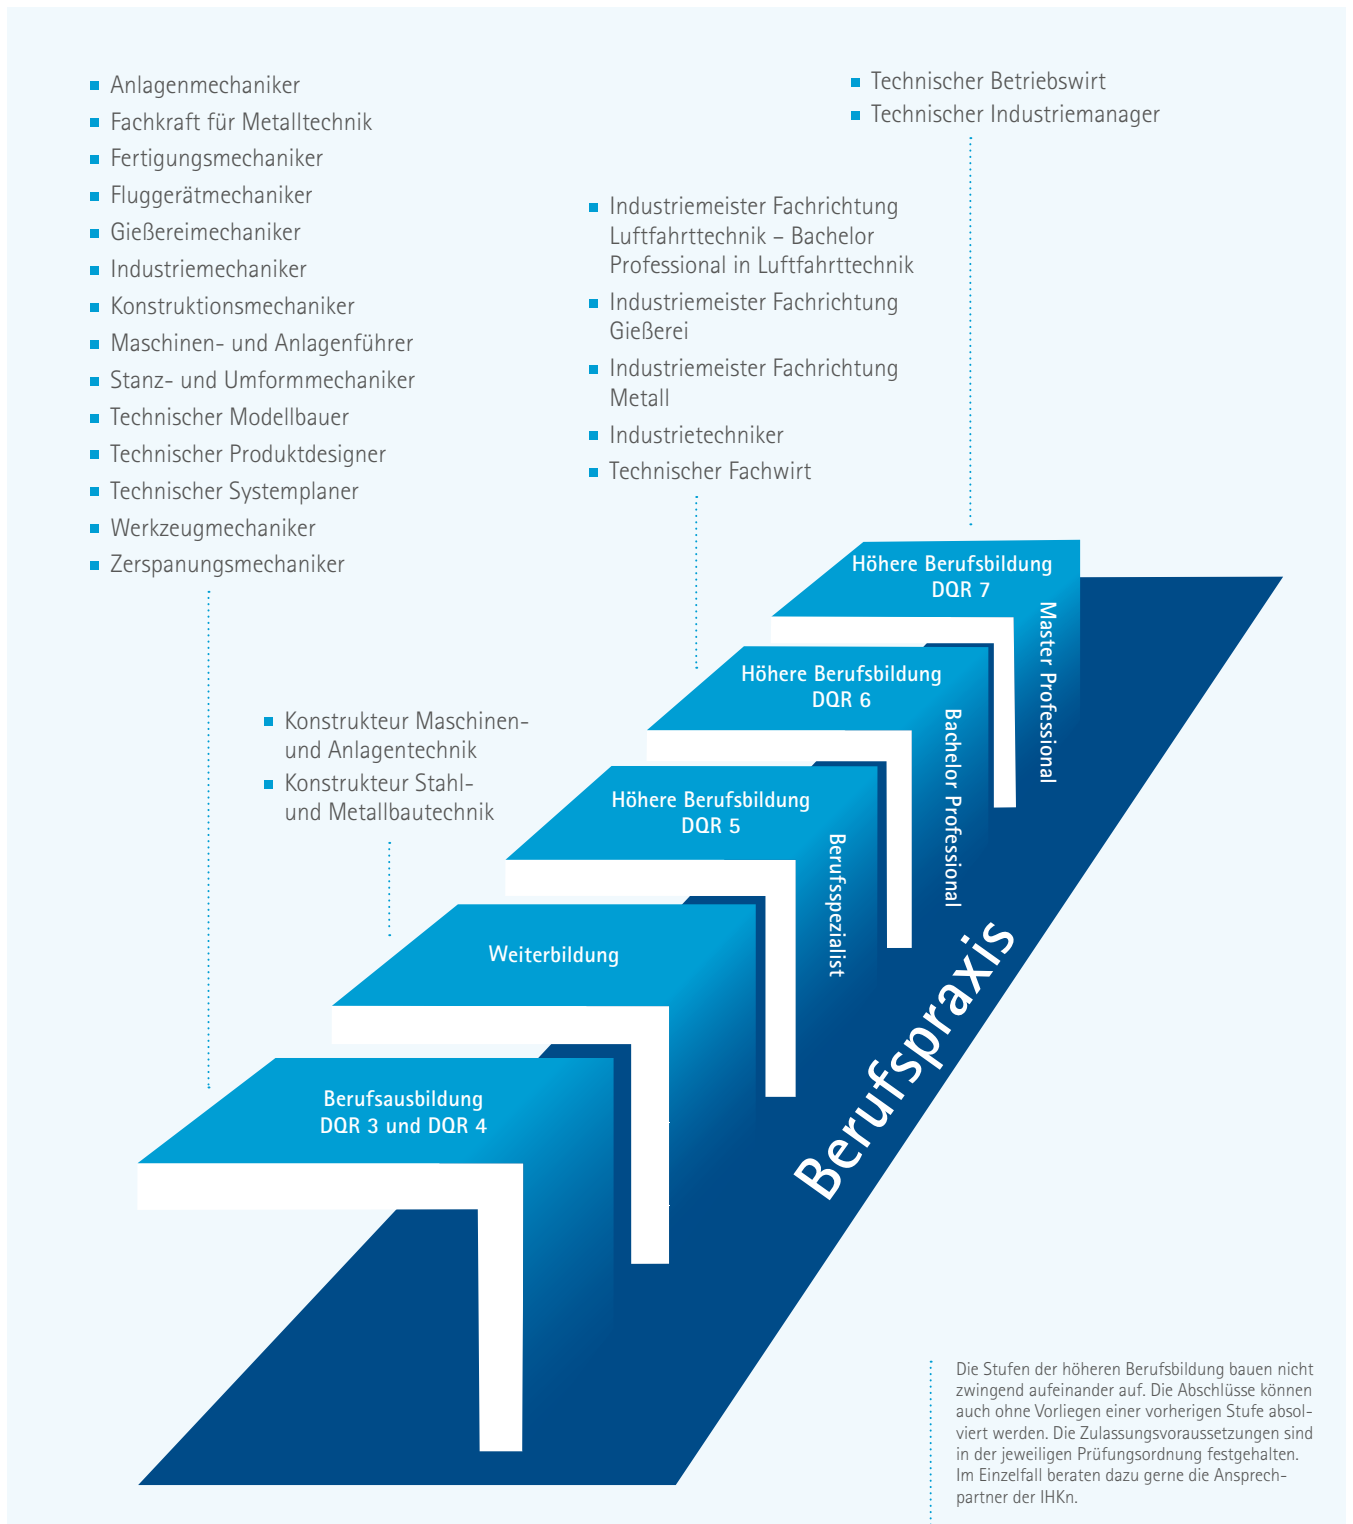 Anlagenmechaniker
Fachkraft für Metalltechnik
Fertigungsmechaniker
Fluggerätmechaniker
Gießereimechaniker
Industriemechaniker
Konstruktionsmechaniker
Maschinen- und Anlagenführer
Stanz- und Umformmechaniker
Technischer Modellbauer
Technischer Produktdesigner
Technischer Systemplaner
Werkzeugmechaniker
Zerspanungsmechaniker
Konstrukteur Maschinen-
und Anlagentechnik
Konstrukteur Stahl-
und Metallbautechnik
Industriemeister Fachrichtung
Luftfahrttechnik – Bachelor
Professional in Luftfahrttechnik
Industriemeister Fachrichtung
Gießerei
Industriemeister Fachrichtung
Metall
Industrietechniker
Technischer Fachwirt
Technischer Betriebswirt
Technischer Industriemanager
Höhere Berufsbildung
DQR 7
Master Professional
Höhere Berufsbildung
DQR 6
Bachelor Professional
Höhere Berufsbildung
DQR 5
Berufsspezialist
Weiterbildung
Berufsausbildung
DQR 3 und DQR 4
Berufspraxis
Die Stufen der höheren Berufsbildung bauen nicht
zwingend aufeinander auf. Die Abschlüsse können
auch ohne Vorliegen einer vorherigen Stufe absol-
viert werden. Die Zulassungsvoraussetzungen sind
in der jeweiligen Prüfungsordnung festgehalten.
Im Einzelfall beraten dazu gerne die Ansprech-
partner der IHKn.